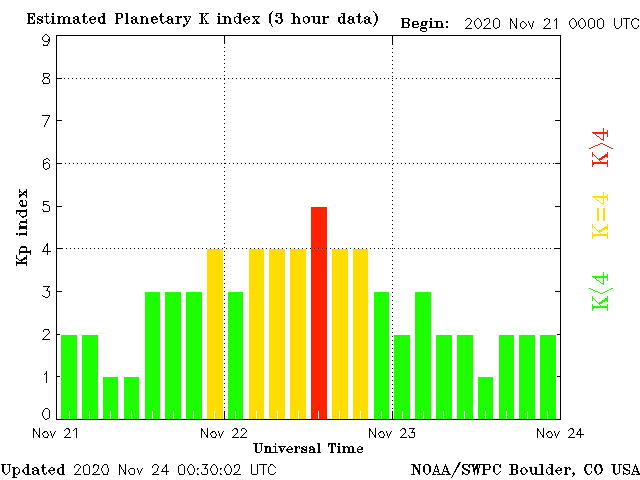 Estimated Planetary K index (3 hour data) Begin: 2020 Nov 21 0000 UTC
9
8
7
6
5
4
3
2
1
0
Kp index
K>4
K=4
K<4
Nov 21 Nov 22 Nov 23 Nov 24
Universal Time
Updated 2020 Nov 24 00:30:02 UTC NOAA/SWPC Boulder, CO USA